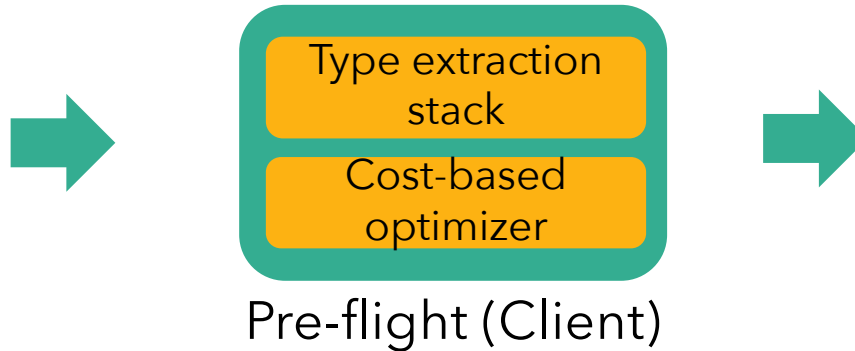 Type extraction
stack
Cost-based
optimizer
Pre-flight (Client)